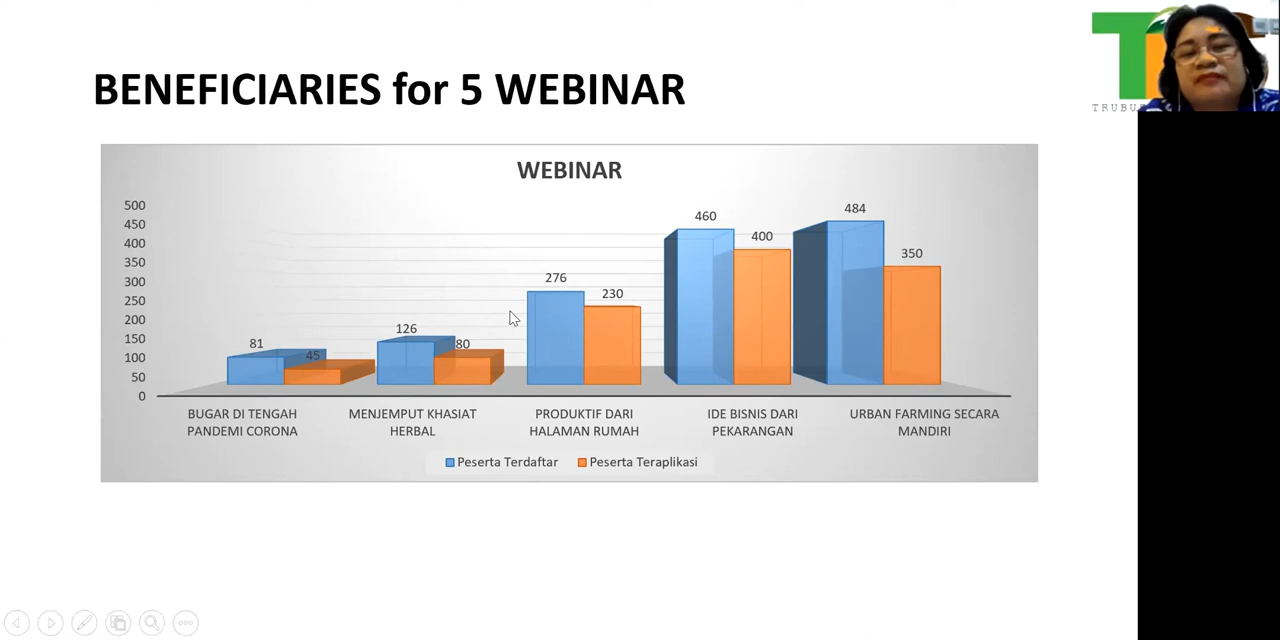 BENEFICIARIES for 5 WEBINAR
TRUBU
WEBINAR
500
450
400
350
300
250
200
150
100
50
0
81
45
126
80
276
230
460
400
484
350
BUGAR DI TENGAH
PANDEMI CORONA
MENJEMPUT KHASIAT
HERBAL
PRODUKTIF DARI
HALAMAN RUMAH
IDE BISNIS DARI
PEKARANGAN
URBAN FARMING SECARA
MANDIRI
Peserta Terdaftar
Peserta Teraplikasi